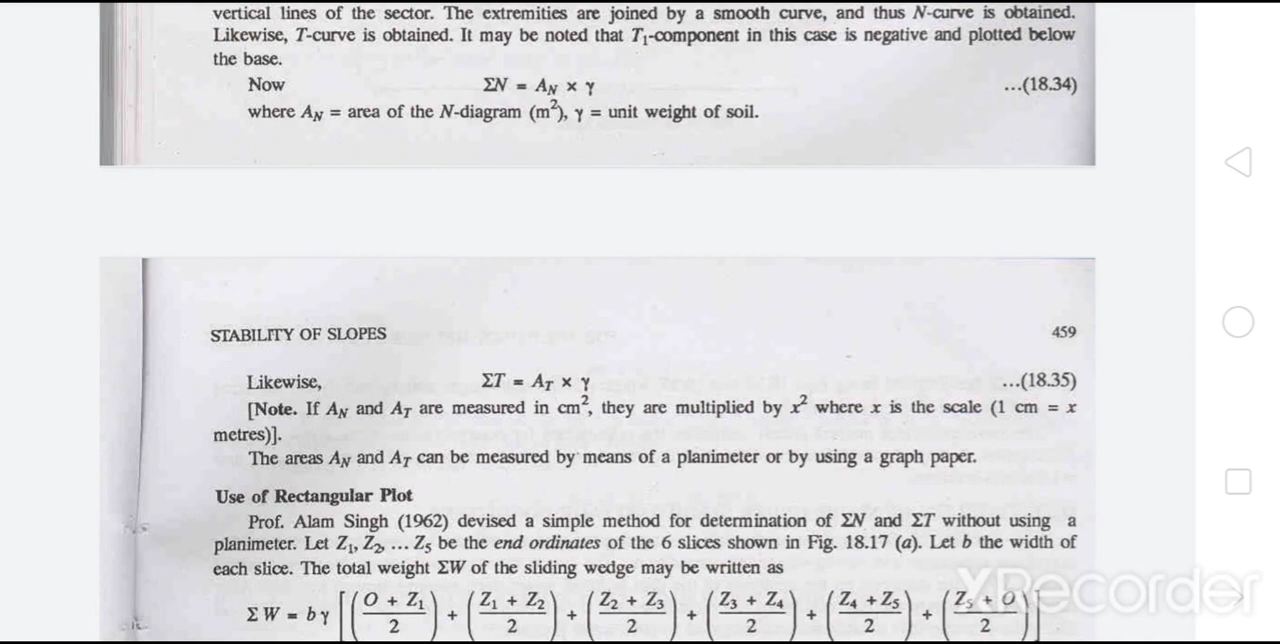 vertical lines of the sector. The extremities are joined by a smooth curve, and thus N-curve is obtained.
Likewise, T-curve is obtained. It may be noted that T₁-component in this case is negative and plotted below
the base.
Now ΣN = A_N × γ ...(18.34)
where A_N = area of the N-diagram (m²), γ = unit weight of soil.
STABILITY OF SLOPES 459
Likewise, ΣT = A_T × γ ...(18.35)
[Note. If A_N and A_T are measured in cm², they are multiplied by x² where x is the scale (1 cm = x
metres)].
The areas A_N and A_T can be measured by means of a planimeter or by using a graph paper.
Use of Rectangular Plot
Prof. Alam Singh (1962) devised a simple method for determination of ΣN and ΣT without using a
planimeter. Let Z₁, Z₂, ... Z₅ be the end ordinates of the 6 slices shown in Fig. 18.17 (a). Let b the width of
each slice. The total weight ΣW of the sliding wedge may be written as
ΣW = bγ [((O + Z₁)/2) + ((Z₁ + Z₂)/2) + ((Z₂ + Z₃)/2) + ((Z₃ + Z₄)/2) + ((Z₄ + Z₅)/2) + ((Z₅ + O)/2)]
XRecorder